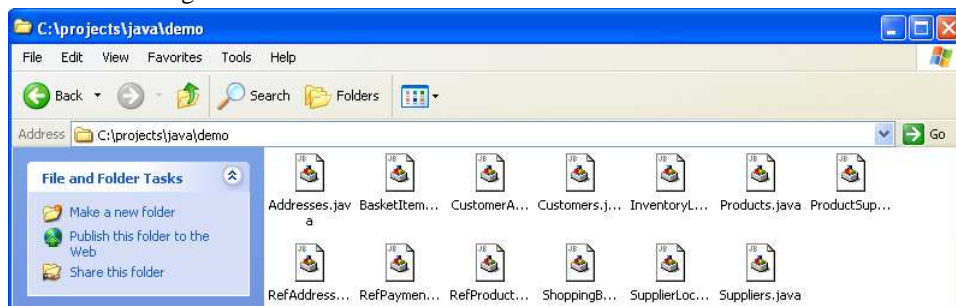 C:\projects\java\demo
File Edit View Favorites Tools Help
Back Search Folders
Address C:\projects\java\demo Go
File and Folder Tasks
Make a new folder
Publish this folder to the
Web
Share this folder
Addresses.jav
a
BasketItem... CustomerA... Customers.j... InventoryL... Products.java ProductSup...
RefAddress... RefPaymen... RefProduct... ShoppingB... SupplierLoc... Suppliers.java